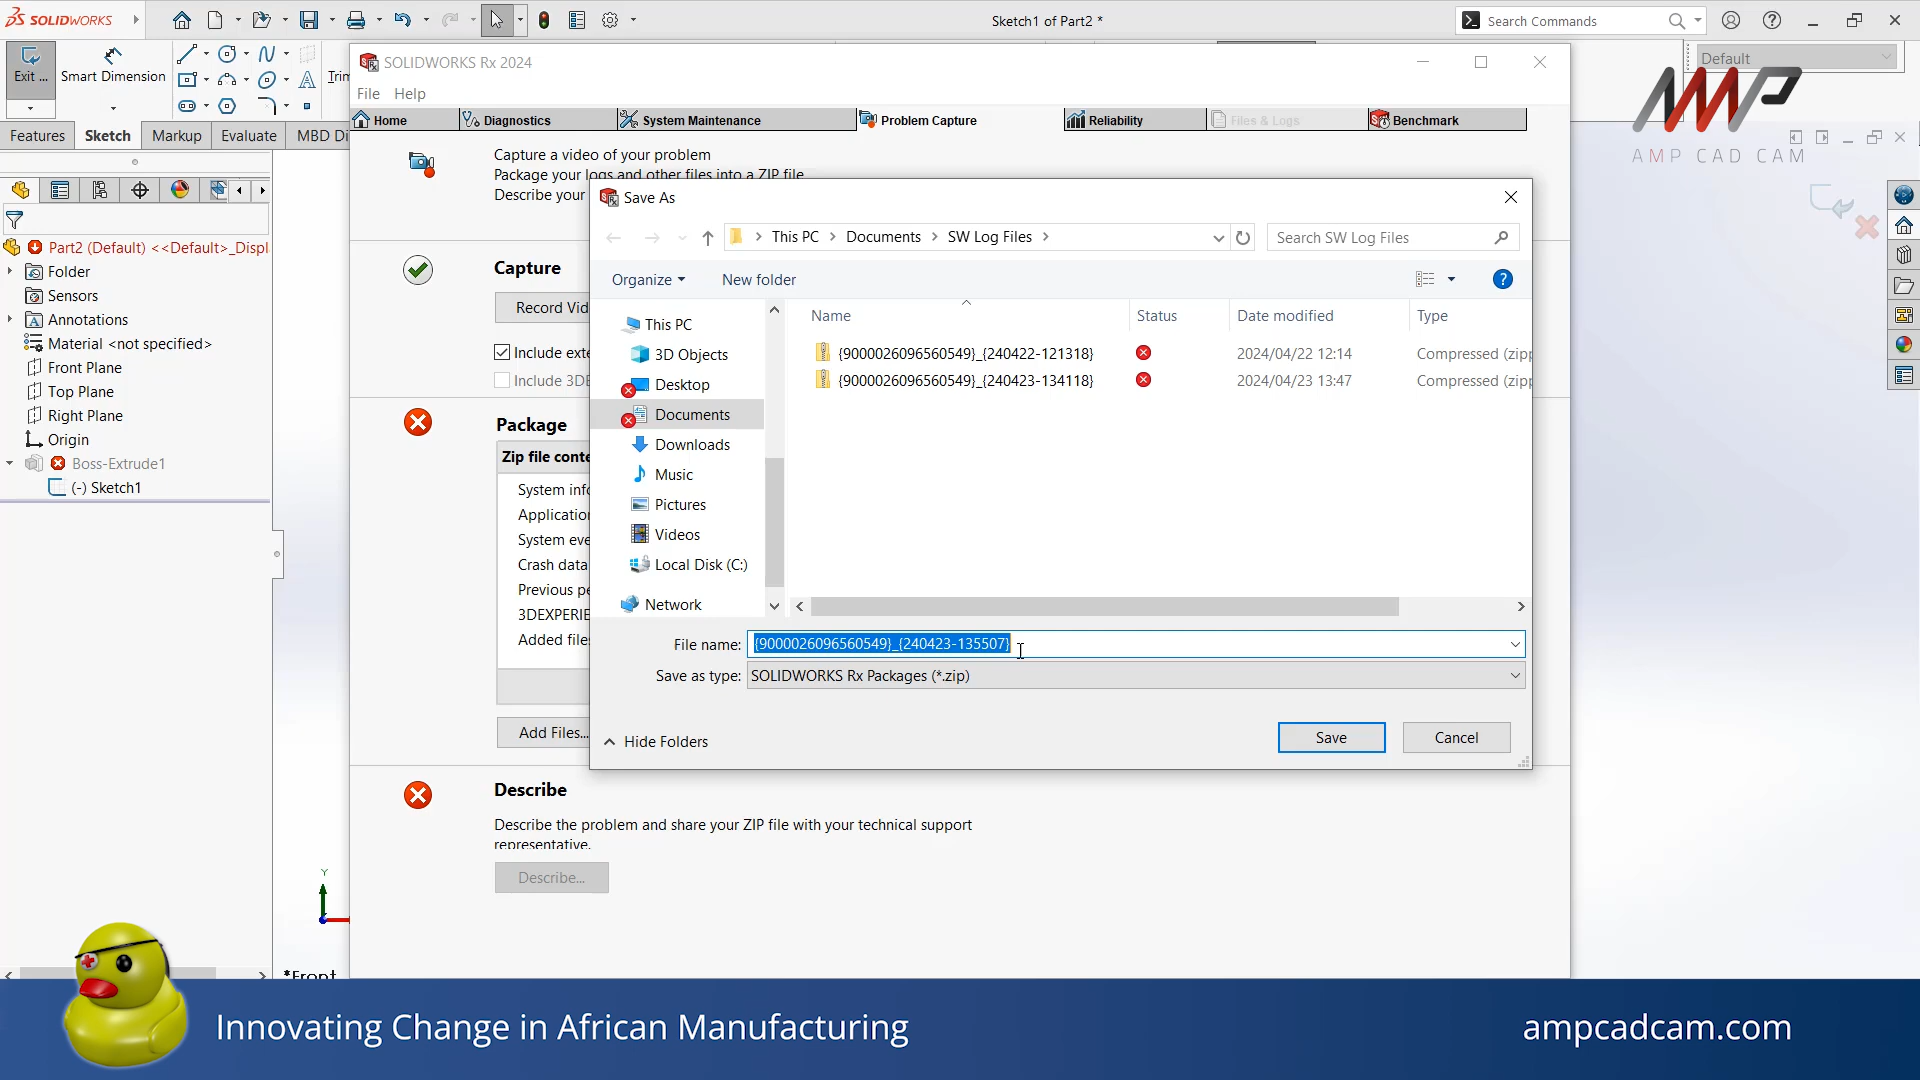 SOLIDWORKS
Sketch1 of Part2 *
Search Commands
Exit ...
Smart Dimension
Features
Sketch
Markup
Evaluate
MBD Di
SOLIDWORKS Rx 2024
File
Help
Default
AMP CAD CAM
Home
Diagnostics
System Maintenance
Problem Capture
Reliability
Files & Logs
Benchmark
Capture a video of your problem
Package your logs and other files into a ZIP file
Describe your
Save As
This PC
Documents
SW Log Files
Search SW Log Files
Organize
New folder
Name
Status
Date modified
Type
{9000026096560549}_{240422-121318}
2024/04/22 12:14
Compressed (zipp
{9000026096560549}_{240423-134118}
2024/04/23 13:47
Compressed (zipp
This PC
3D Objects
Desktop
Documents
Downloads
Music
Pictures
Videos
Local Disk (C:)
Network
File name:
{9000026096560549}_{240423-135507}
Save as type:
SOLIDWORKS Rx Packages (*.zip)
Hide Folders
Save
Cancel
Part2 (Default) <<Default>_Displ
Folder
Sensors
Annotations
Material <not specified>
Front Plane
Top Plane
Right Plane
Origin
Boss-Extrude1
(-) Sketch1
Capture
Record Vid
Include exte
Include 3DE
Package
Zip file conte
System info
Application
System eve
Crash data
Previous pe
3DEXPERIE
Added files
Add Files...
Describe
Describe the problem and share your ZIP file with your technical support
representative.
Describe...
Y
*Front
Innovating Change in African Manufacturing
ampcadcam.com